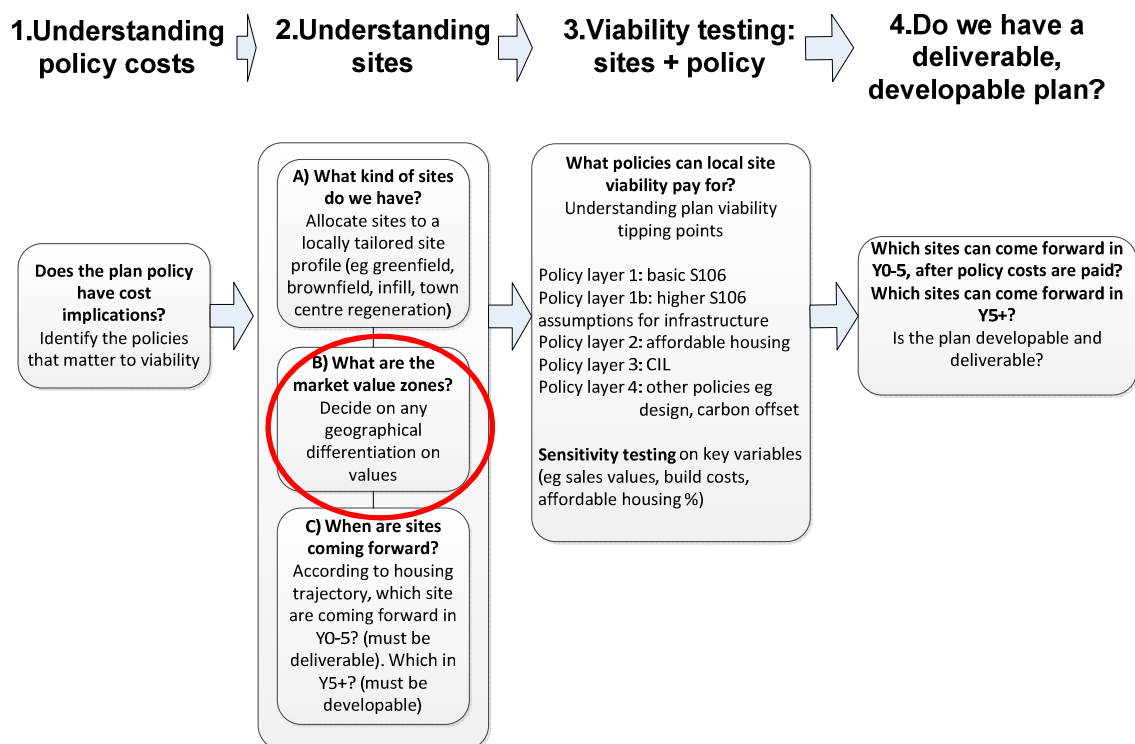 1.Understanding
policy costs
2.Understanding
sites
3.Viability testing:
sites + policy
4.Do we have a
deliverable,
developable plan?
Does the plan policy
have cost
implications?
Identify the policies
that matter to viability
A) What kind of sites
do we have?
Allocate sites to a
locally tailored site
profile (eg greenfield,
brownfield, infill, town
centre regeneration)
B) What are the
market value zones?
Decide on any
geographical
differentiation on
values
C) When are sites
coming forward?
According to housing
trajectory, which site
are coming forward in
Y0-5? (must be
deliverable). Which in
Y5+? (must be
developable)
What policies can local site
viability pay for?
Understanding plan viability
tipping points
Policy layer 1: basic S106
Policy layer 1b: higher S106
assumptions for infrastructure
Policy layer 2: affordable housing
Policy layer 3: CIL
Policy layer 4: other policies eg
design, carbon offset
Sensitivity testing on key variables
(eg sales values, build costs,
affordable housing %)
Which sites can come forward in
Y0-5, after policy costs are paid?
Which sites can come forward in
Y5+?
Is the plan developable and
deliverable?